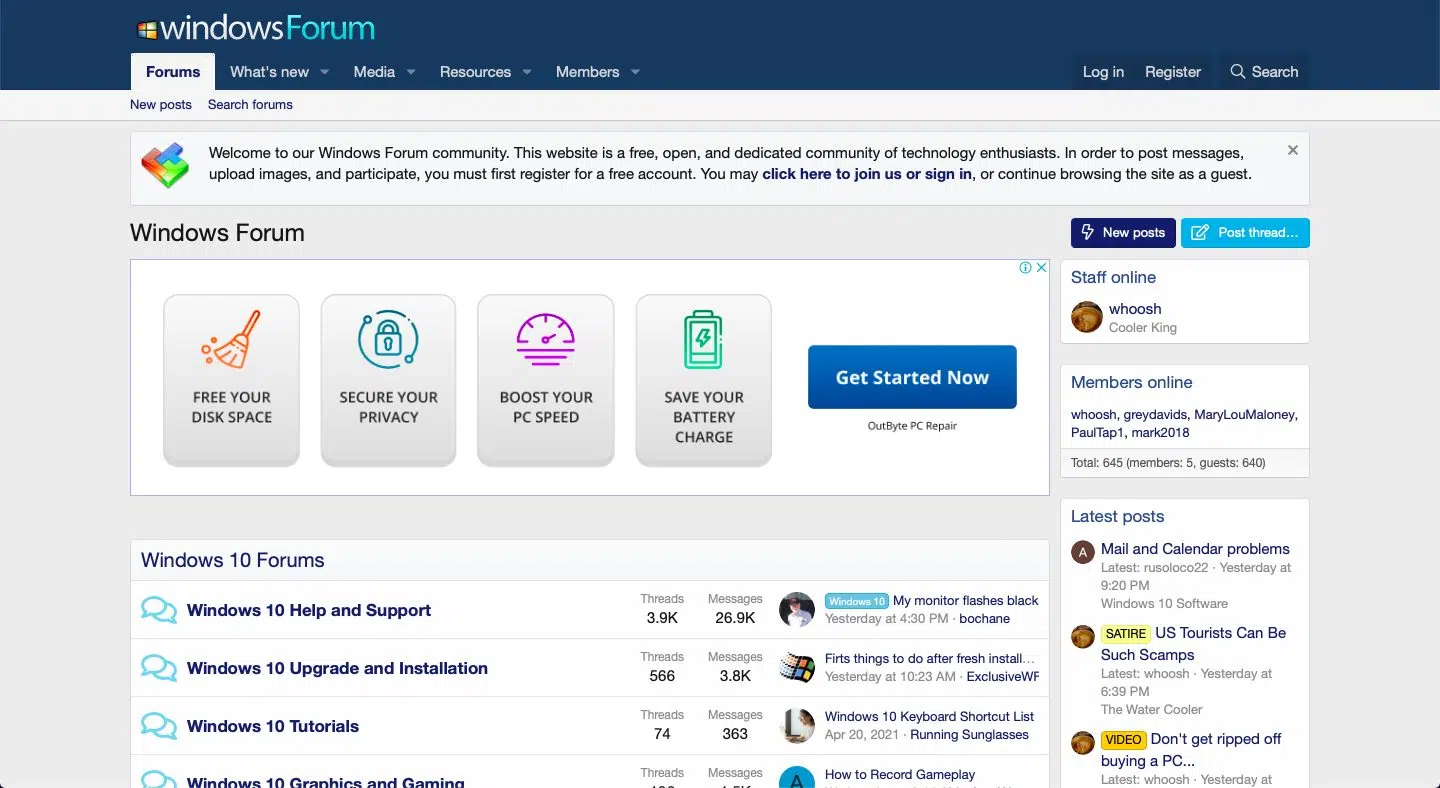 windowsForum
Forums What's new Media Resources Members Log in Register Search
New posts Search forums
Welcome to our Windows Forum community. This website is a free, open, and dedicated community of technology enthusiasts. In order to post messages,
upload images, and participate, you must first register for a free account. You may click here to join us or sign in, or continue browsing the site as a guest.
Windows Forum
New posts Post thread...
FREE YOUR
DISK SPACE
SECURE YOUR
PRIVACY
BOOST YOUR
PC SPEED
SAVE YOUR
BATTERY
CHARGE
Get Started Now
OutByte PC Repair
Windows 10 Forums
Windows 10 Help and Support
Threads
3.9K
Messages
26.9K
Windows 10 My monitor flashes black
Yesterday at 4:30 PM · bochane
Windows 10 Upgrade and Installation
Threads
566
Messages
3.8K
Firts things to do after fresh install...
Yesterday at 10:23 AM · ExclusiveWF
Windows 10 Tutorials
Threads
74
Messages
363
Windows 10 Keyboard Shortcut List
Apr 20, 2021 · Running Sunglasses
Windows 10 Graphics and Gaming
Threads
Messages
A
How to Record Gameplay
Staff online
whoosh
Cooler King
Members online
whoosh, greydavids, MaryLouMaloney,
PaulTap1, mark2018
Total: 645 (members: 5, guests: 640)
Latest posts
A
Mail and Calendar problems
Latest: rusoloco22 · Yesterday at
9:20 PM
Windows 10 Software
SATIRE US Tourists Can Be
Such Scamps
Latest: whoosh · Yesterday at
6:39 PM
The Water Cooler
VIDEO Don't get ripped off
buying a PC...
Latest: whoosh · Yesterday at